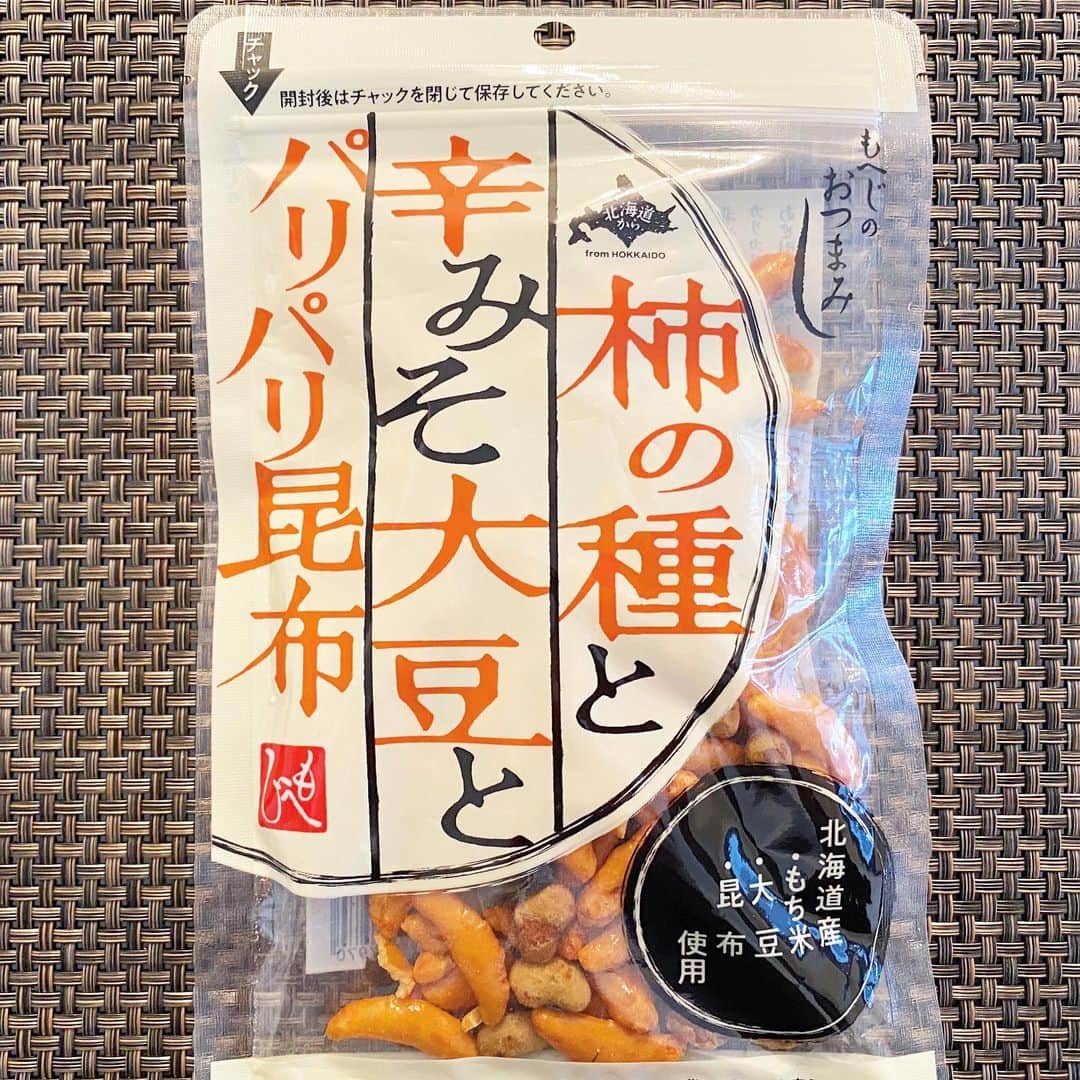 チャック
開封後はチャックを閉じて保存してください。
もへじの
おつまみ
北海道
から
from HOKKAIDO
柿の種と
辛みそ大豆と
パリパリ昆布
もへじ
北海道産
・もち米
・大豆
・昆布
使用